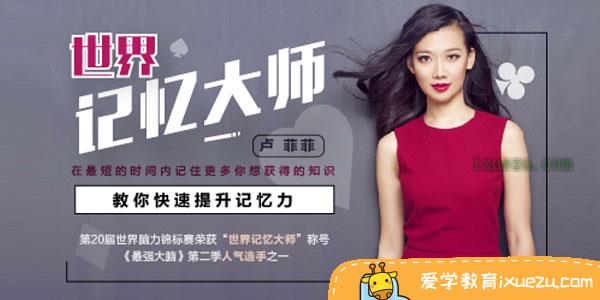 世界
记忆大师
卢菲菲
在最短的时间内记住更多你想获得的知识
教你快速提升记忆力
第20届世界脑力锦标赛荣获“世界记忆大师”称号
《最强大脑》第二季人气选手之一
ixuezu.com
爱学教育ixuezu.com